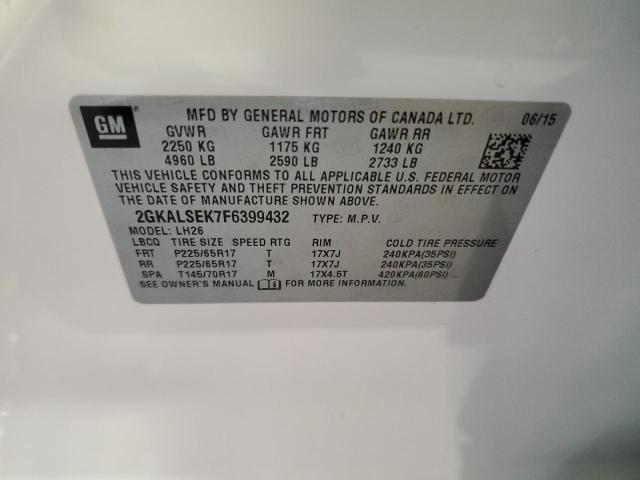 GM
MFD BY GENERAL MOTORS OF CANADA LTD. 06/15
GVWR GAWR FRT GAWR RR
2250 KG 1175 KG 1240 KG
4960 LB 2590 LB 2733 LB
THIS VEHICLE CONFORMS TO ALL APPLICABLE U.S. FEDERAL MOTOR
VEHICLE SAFETY AND THEFT PREVENTION STANDARDS IN EFFECT ON
THE DATE OF MANUFACTURE SHOWN ABOVE.
2GKALSEK7F6399432 TYPE: M.P.V.
MODEL: LH26
LBCQ TIRE SIZE SPEED RTG RIM COLD TIRE PRESSURE
FRT P225/65R17 T 17X7J 240KPA(35PSI)
RR P225/65R17 T 17X7J 240KPA(35PSI)
SPA T145/70R17 M 17X4.5T 420KPA(60PSI)
SEE OWNER'S MANUAL FOR MORE INFORMATION.